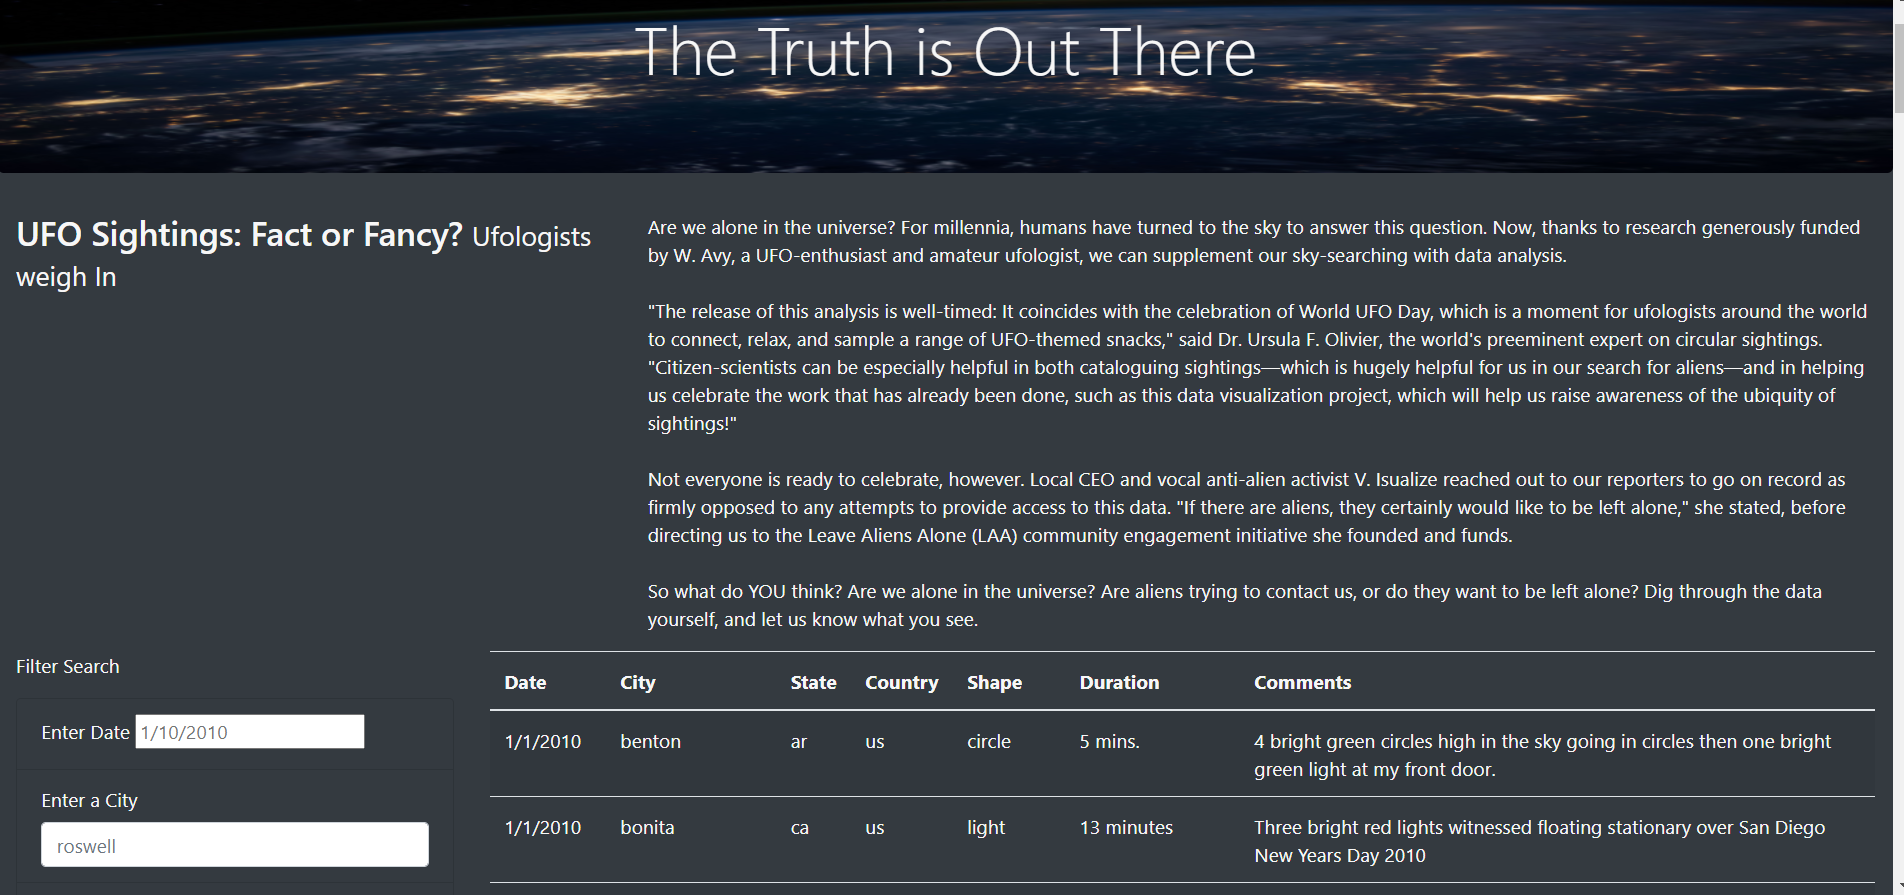 The Truth is Out There
UFO Sightings: Fact or Fancy? Ufologists
weigh In
Are we alone in the universe? For millennia, humans have turned to the sky to answer this question. Now, thanks to research generously funded
by W. Avy, a UFO-enthusiast and amateur ufologist, we can supplement our sky-searching with data analysis.
"The release of this analysis is well-timed: It coincides with the celebration of World UFO Day, which is a moment for ufologists around the world
to connect, relax, and sample a range of UFO-themed snacks," said Dr. Ursula F. Olivier, the world's preeminent expert on circular sightings.
"Citizen-scientists can be especially helpful in both cataloguing sightings—which is hugely helpful for us in our search for aliens—and in helping
us celebrate the work that has already been done, such as this data visualization project, which will help us raise awareness of the ubiquity of
sightings!"
Not everyone is ready to celebrate, however. Local CEO and vocal anti-alien activist V. Isualize reached out to our reporters to go on record as
firmly opposed to any attempts to provide access to this data. "If there are aliens, they certainly would like to be left alone," she stated, before
directing us to the Leave Aliens Alone (LAA) community engagement initiative she founded and funds.
So what do YOU think? Are we alone in the universe? Are aliens trying to contact us, or do they want to be left alone? Dig through the data
yourself, and let us know what you see.
Filter Search
Enter Date 1/10/2010
Enter a City
roswell
Date City State Country Shape Duration Comments
1/1/2010 benton ar us circle 5 mins. 4 bright green circles high in the sky going in circles then one bright
green light at my front door.
1/1/2010 bonita ca us light 13 minutes Three bright red lights witnessed floating stationary over San Diego
New Years Day 2010